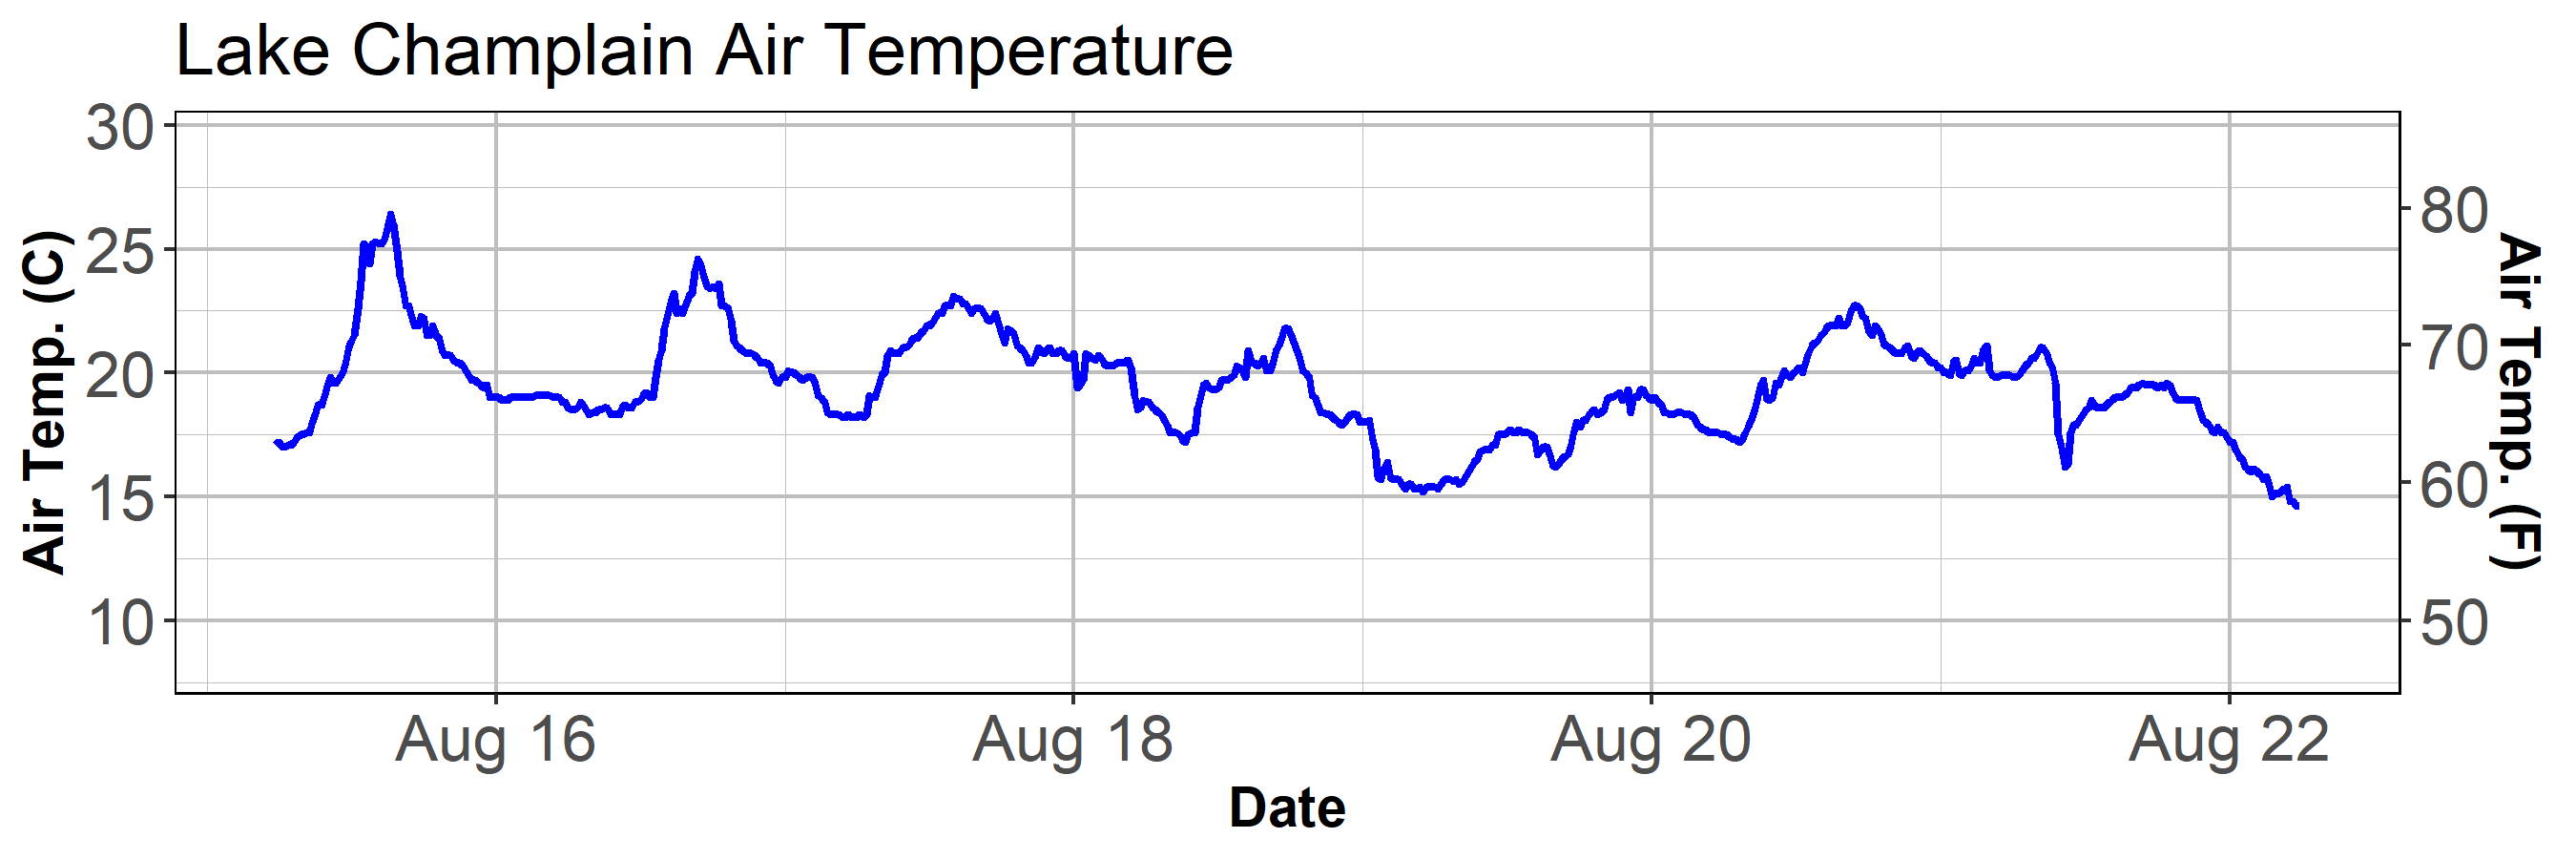 Lake Champlain Air Temperature
Air Temp. (C)
30
25
20
15
10
80
70
60
50
Air Temp. (F)
Aug 16 Aug 18 Aug 20 Aug 22
Date